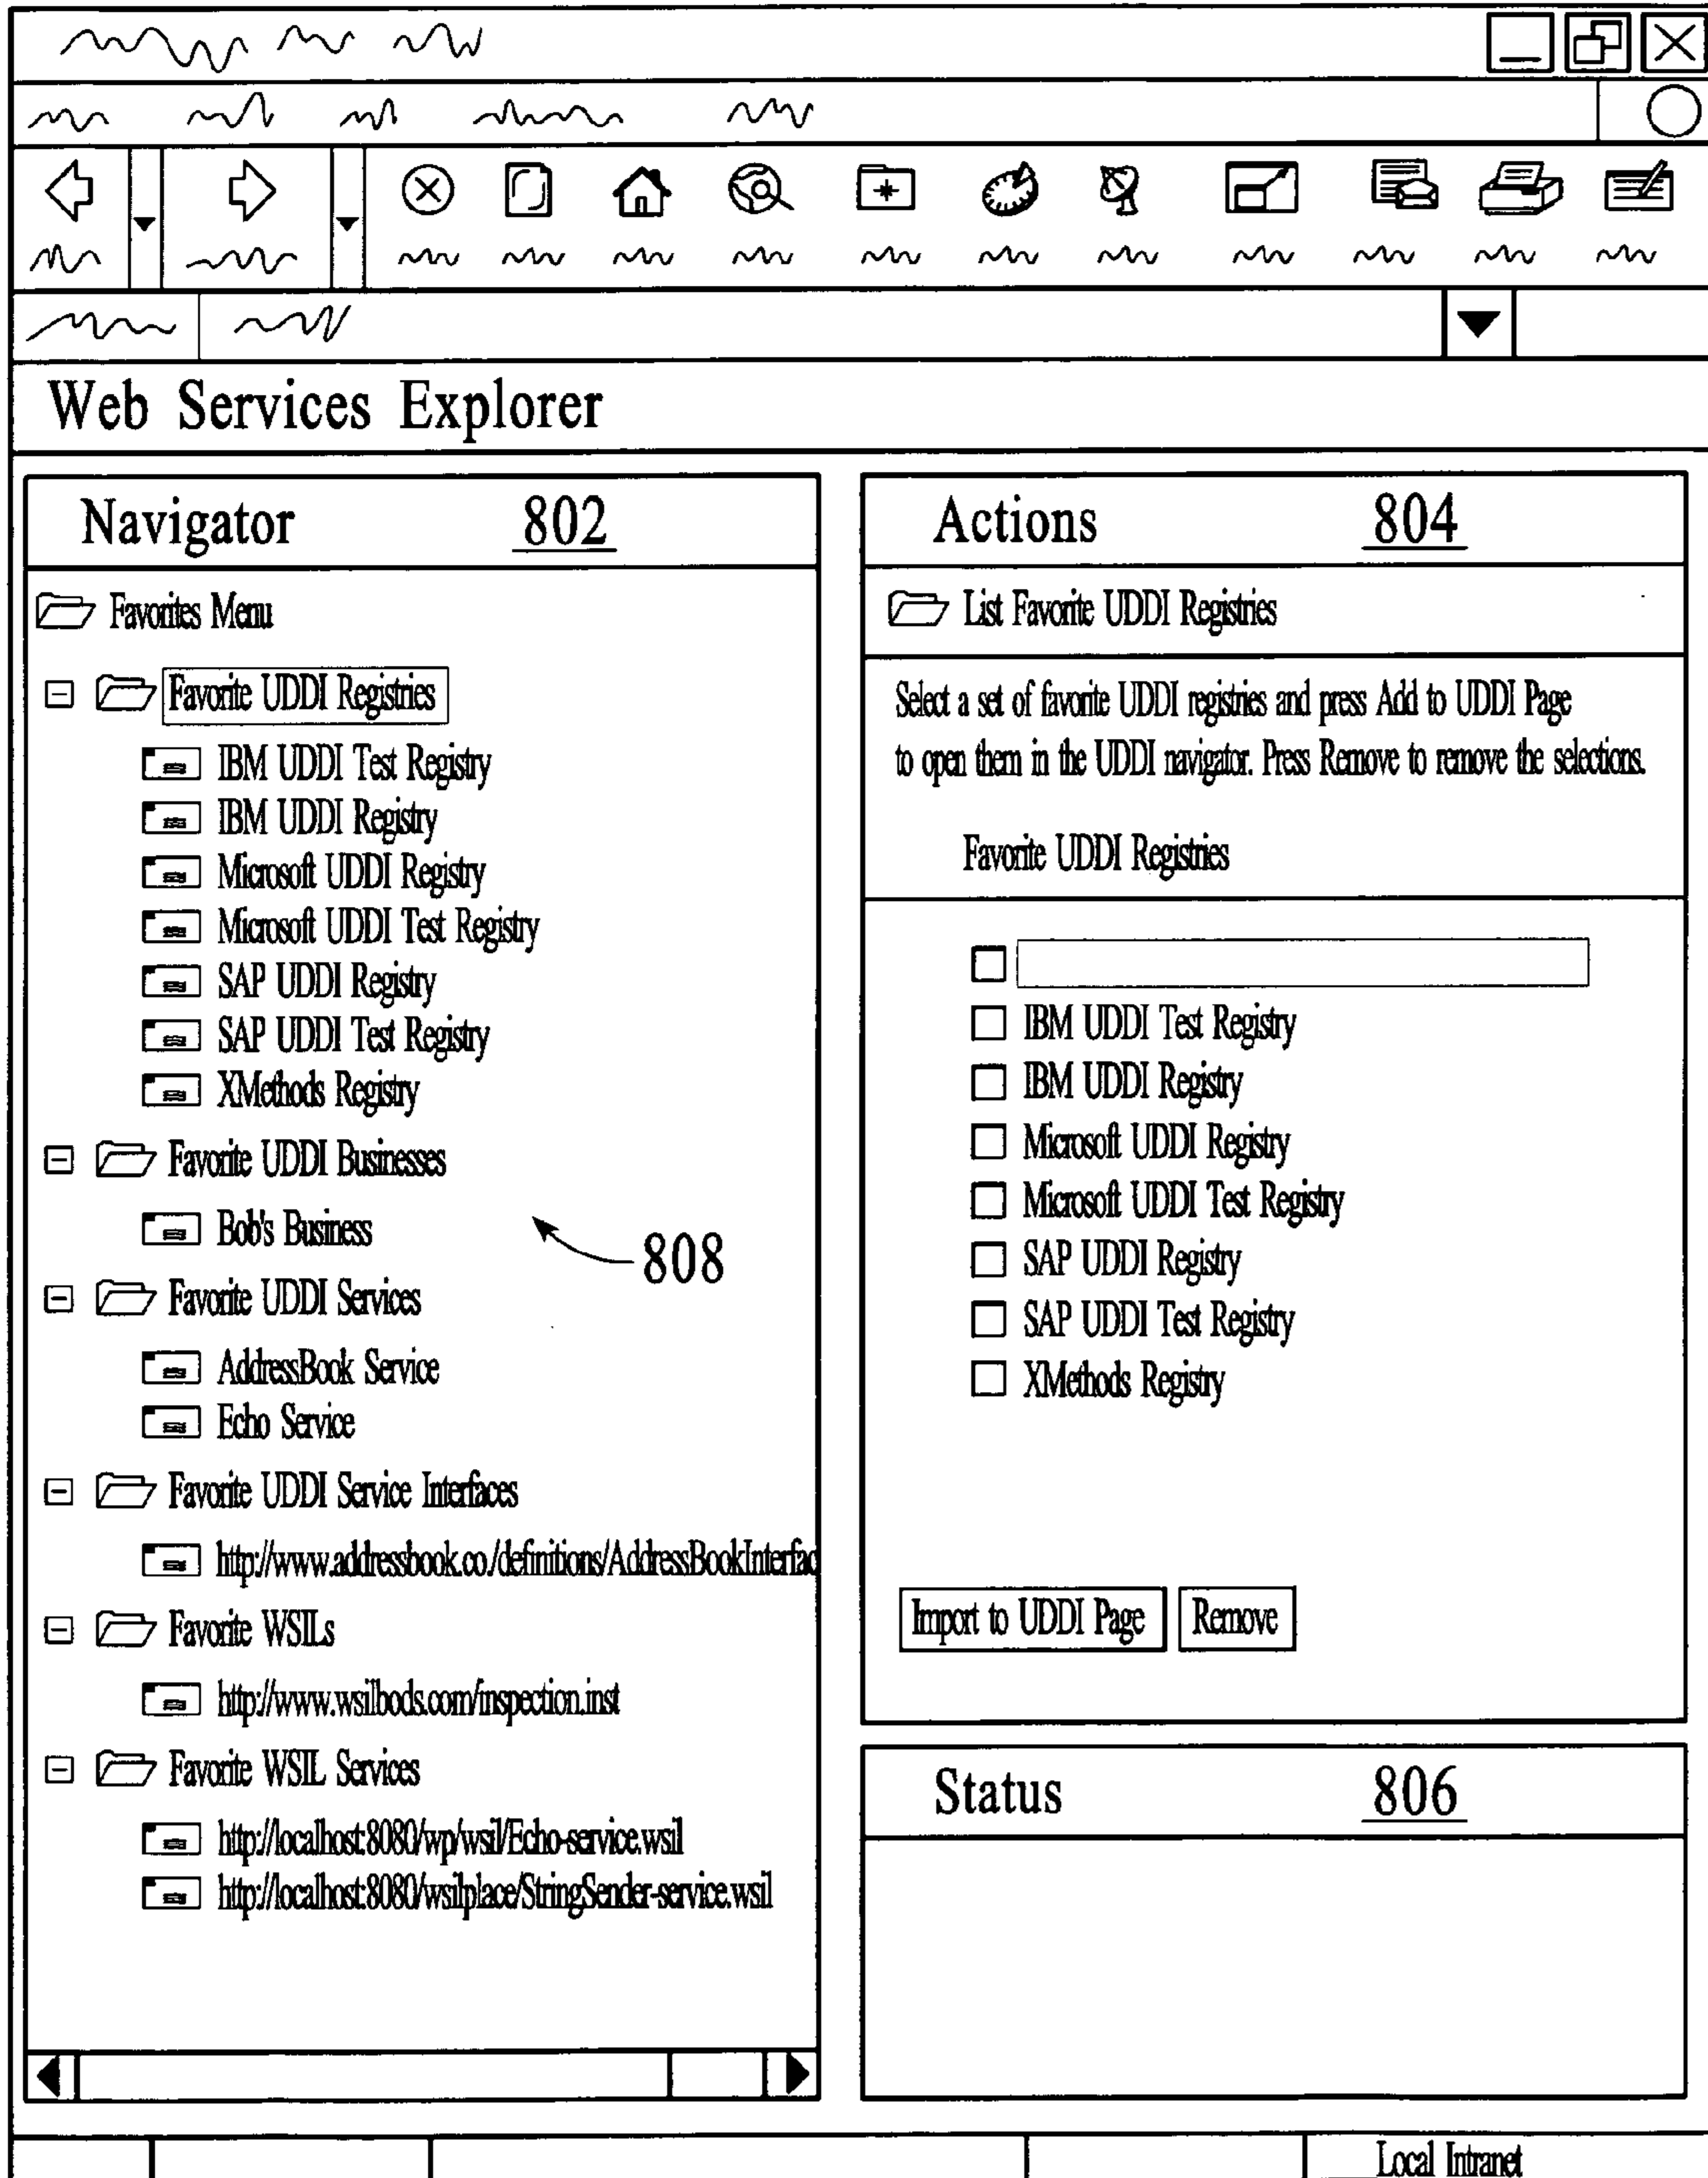 Web Services Explorer
Navigator 802
Favorites Menu
Favorite UDDI Registries
IBM UDDI Test Registry
IBM UDDI Registry
Microsoft UDDI Registry
Microsoft UDDI Test Registry
SAP UDDI Registry
SAP UDDI Test Registry
XMethods Registry
Favorite UDDI Businesses
Bob's Business
808
Favorite UDDI Services
AddressBook Service
Echo Service
Favorite UDDI Service Interfaces
http://www.addressbook.co./definitions/AddressBookInterfac
Favorite WSILs
http://www.wsilbods.com/inspection.inst
Favorite WSIL Services
http://localhost:8080/wp/wsil/Echo-service.wsil
http://localhost:8080/wsilplace/StringSender-service.wsil
Actions 804
List Favorite UDDI Registries
Select a set of favorite UDDI registries and press Add to UDDI Page
to open them in the UDDI navigator. Press Remove to remove the selections.
Favorite UDDI Registries
IBM UDDI Test Registry
IBM UDDI Registry
Microsoft UDDI Registry
Microsoft UDDI Test Registry
SAP UDDI Registry
SAP UDDI Test Registry
XMethods Registry
Import to UDDI Page Remove
Status 806
Local Intranet